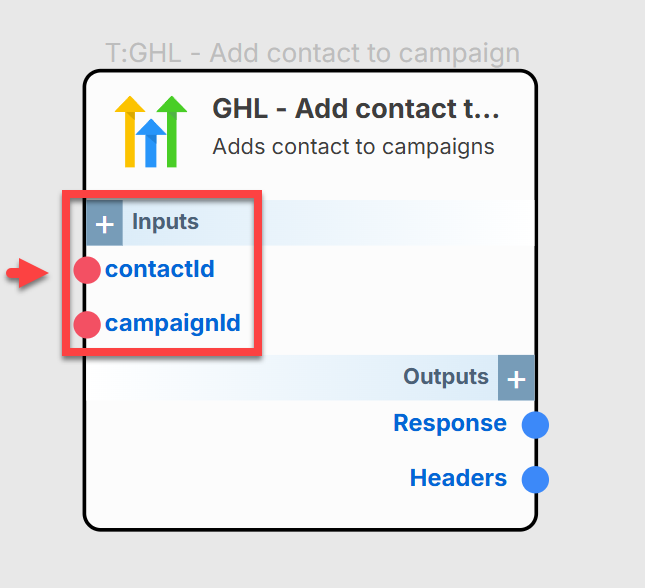 T:GHL - Add contact to campaign
GHL - Add contact t...
Adds contact to campaigns
+ Inputs
contactId
campaignId
Outputs +
Response
Headers